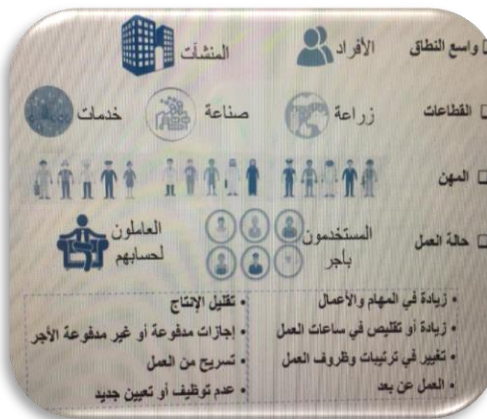 واسع النطاق الأفراد المنشآت
القطاعات زراعة صناعة خدمات
المهن
حالة العمل المستخدمون باجر العاملون لحسابهم
• زيادة في المهام والأعمال
• زيادة أو تقليص في ساعات العمل
• تغيير في ترتيبات وظروف العمل
• العمل عن بعد
• تقليل الإنتاج
• إجازات مدفوعة أو غير مدفوعة الأجر
• تسريح من العمل
• عدم توظيف أو تعيين جديد